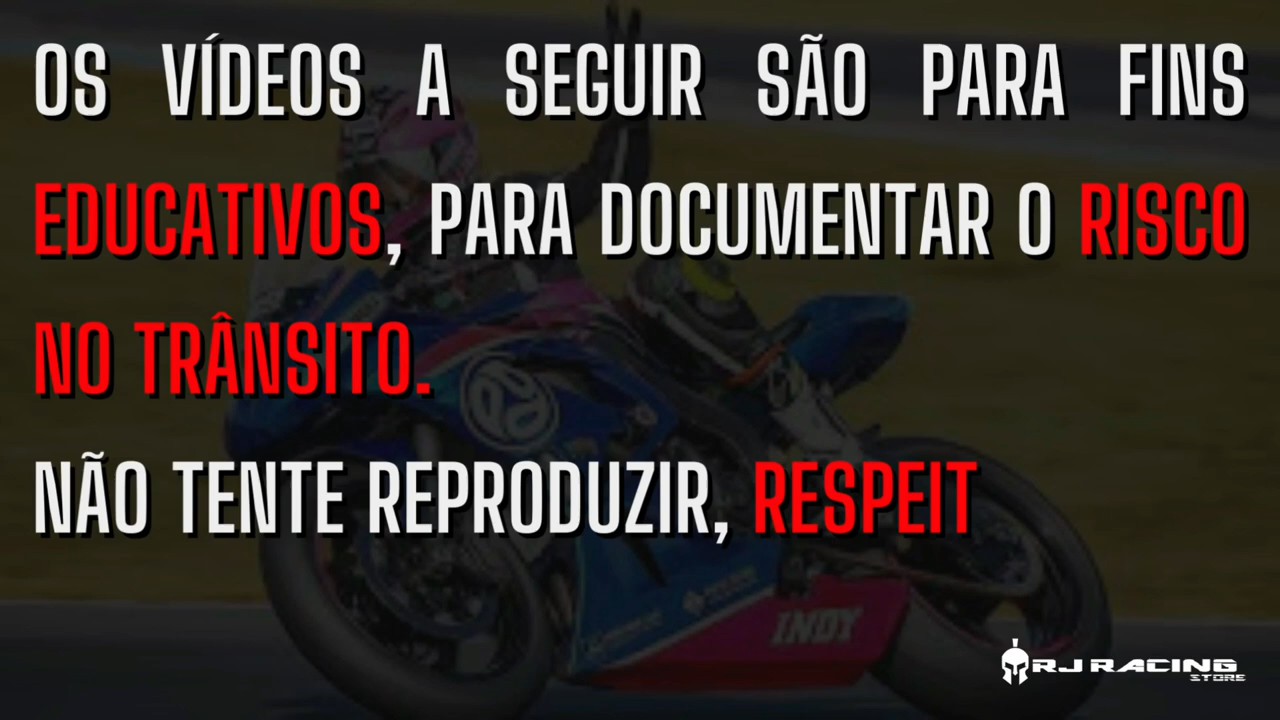 OS VÍDEOS A SEGUIR SÃO PARA FINS
EDUCATIVOS, PARA DOCUMENTAR O RISCO
NO TRÂNSITO.
NÃO TENTE REPRODUZIR, RESPEIT
INDY
RJ RACING
STORE